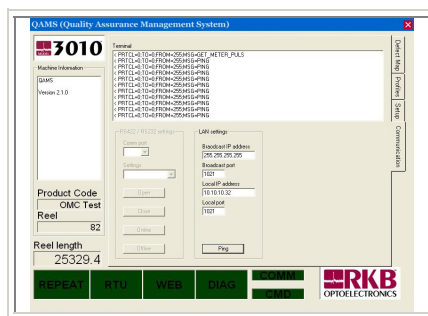 QAMS (Quality Assurance Management System)
3010
Machine Information
QAMS
Version 2.1.0
Terminal
< PRTCL=0;TO=0;FROM=255;MSG=GET_METER_PULS
< PRTCL=0;TO=0;FROM=255;MSG=PING
< PRTCL=0;TO=0;FROM=255;MSG=PING
< PRTCL=0;TO=0;FROM=255;MSG=PING
< PRTCL=0;TO=0;FROM=255;MSG=PING
< PRTCL=0;TO=0;FROM=255;MSG=PING
< PRTCL=0;TO=0;FROM=255;MSG=PING
< PRTCL=0;TO=0;FROM=255;MSG=PING
< PRTCL=0;TO=0;FROM=255;MSG=PING
< PRTCL=0;TO=0;FROM=255;MSG=PING
< PRTCL=0;TO=0;FROM=255;MSG=PING
Defect Map
Profiles
Setup
Communication
RS422 / RS232 settings
Comm port
Settings
Open
Close
Online
Offline
LAN settings
Broadcast IP address
255.255.255.255
Broadcast port
1021
Local IP address
10.10.10.32
Local port
1021
Ping
Product Code
OMC Test
Reel
82
Reel length
25329.4
REPEAT
RTU
WEB
DIAG
COMM
CMD
RKB
OPTOELECTRONICS